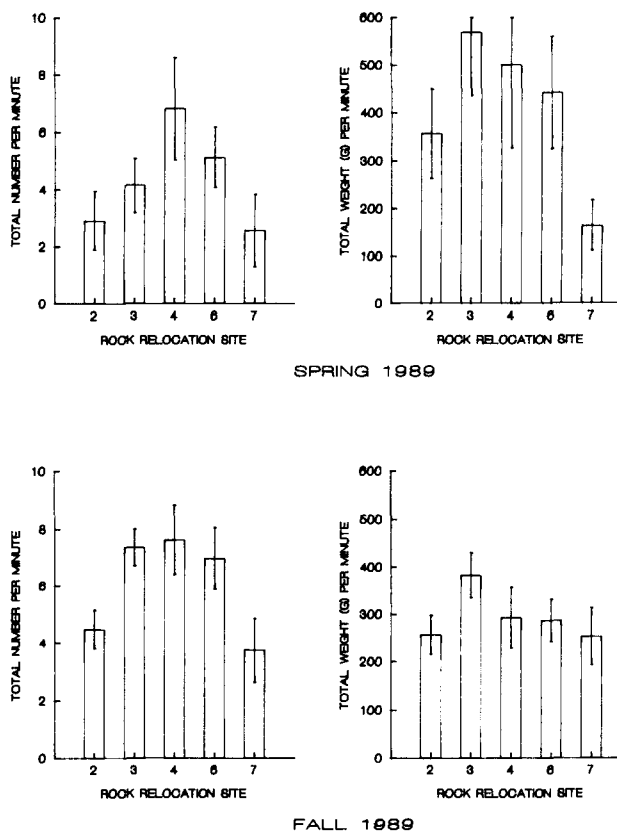 TOTAL NUMBER PER MINUTE
10
8
6
4
2
0
2 3 4 6 7
ROCK RELOCATION SITE
TOTAL WEIGHT (G) PER MINUTE
600
500
400
300
200
100
0
2 3 4 6 7
ROCK RELOCATION SITE
SPRING 1989
TOTAL NUMBER PER MINUTE
10
8
6
4
2
0
2 3 4 6 7
ROCK RELOCATION SITE
TOTAL WEIGHT (G) PER MINUTE
600
500
400
300
200
100
0
2 3 4 6 7
ROCK RELOCATION SITE
FALL 1989